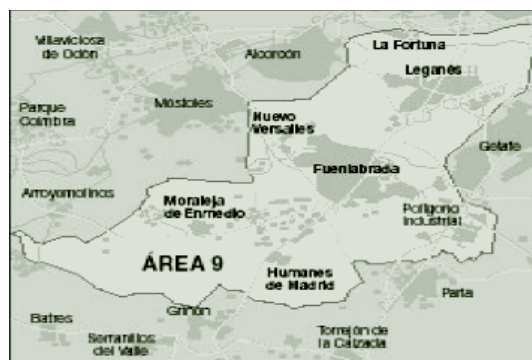 Villaviciosa
de Odón
Alcorcón
La Fortuna
Leganés
Parque
Coimbra
Móstoles
Nuevo
Versalles
Getafe
Fuenlabrada
Arroyomolinos
Moraleja
de Enmedio
Polígono
Industrial
ÁREA 9
Humanes
de Madrid
Griñón
Parla
Batres
Serranillos
del Valle
Torrejón de
la Calzada